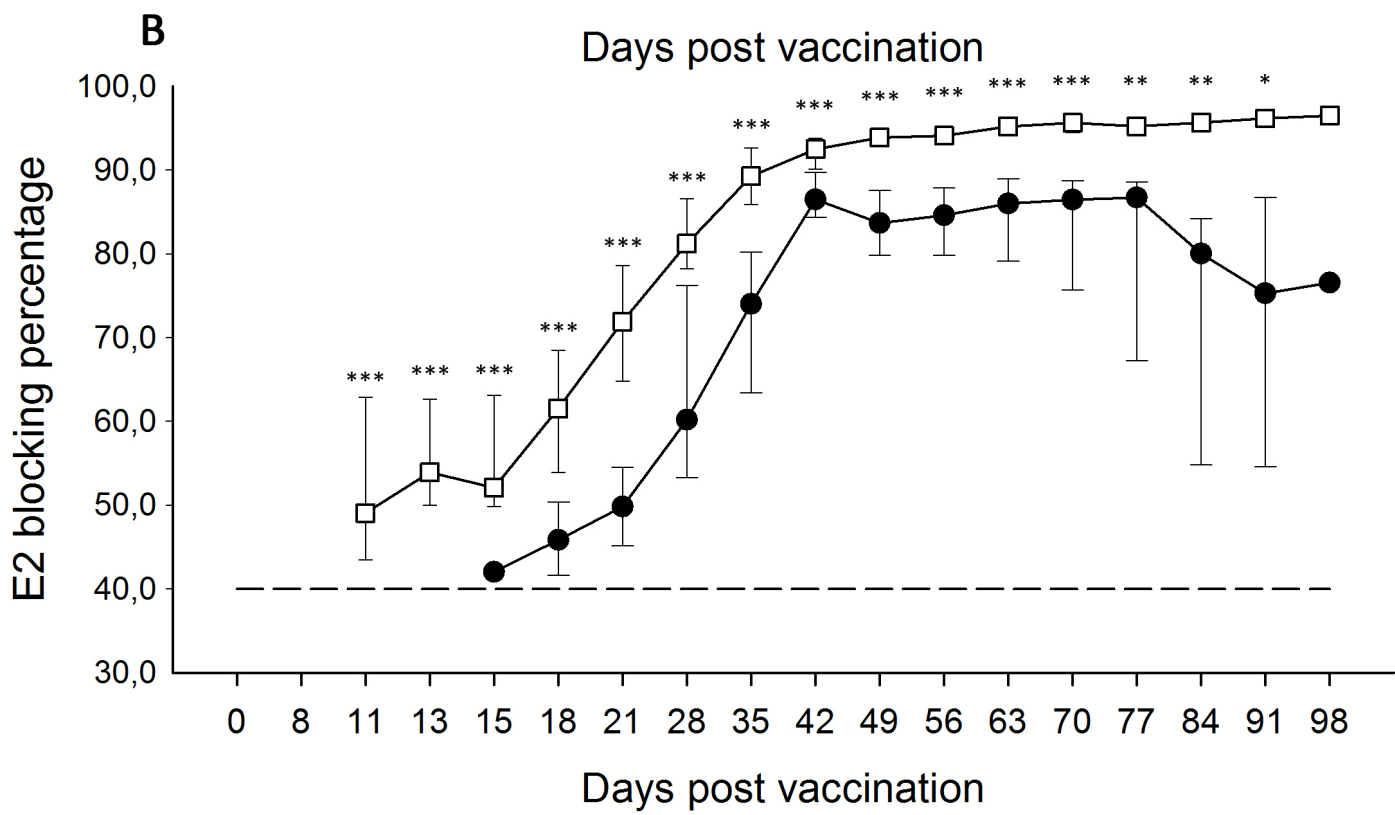 B
Days post vaccination
E2 blocking percentage
100,0
90,0
80,0
70,0
60,0
50,0
40,0
30,0
*** *** *** *** *** *** *** *** *** *** *** *** ** ** *
0 8 11 13 15 18 21 28 35 42 49 56 63 70 77 84 91 98
Days post vaccination